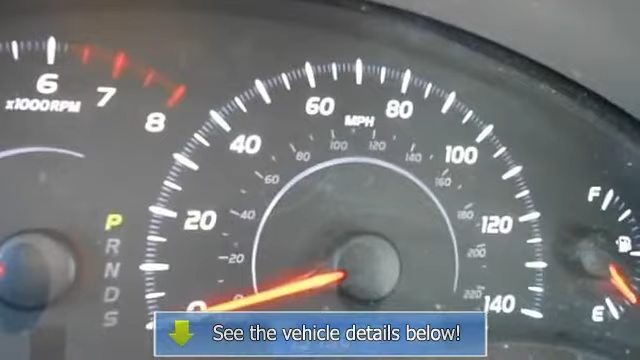 6 7 8
x1000RPM
P
R
N
D
S
0 20 40 60 80 100 120 140
MPH
0 20 40 60 80 100 120 140 160 180 200 220
F
E
See the vehicle details below!